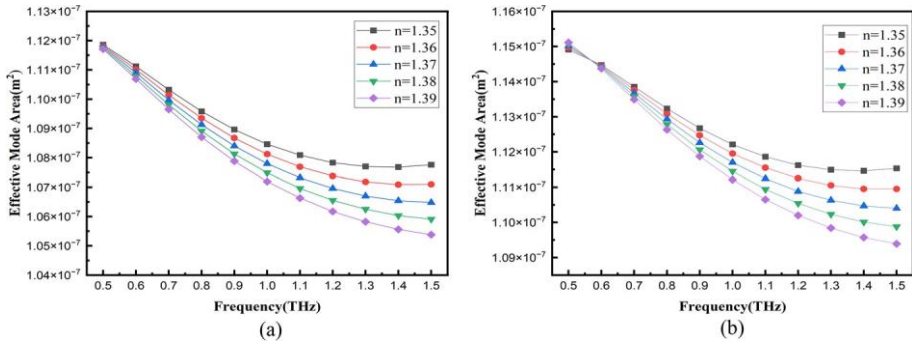 1.13×10⁻⁷
1.12×10⁻⁷
1.11×10⁻⁷
1.10×10⁻⁷
1.09×10⁻⁷
1.08×10⁻⁷
1.07×10⁻⁷
1.06×10⁻⁷
1.05×10⁻⁷
1.04×10⁻⁷
Effective Mode Area(m²)
n=1.35
n=1.36
n=1.37
n=1.38
n=1.39
0.5 0.6 0.7 0.8 0.9 1.0 1.1 1.2 1.3 1.4 1.5
Frequency(THz)
(a)
1.16×10⁻⁷
1.15×10⁻⁷
1.14×10⁻⁷
1.13×10⁻⁷
1.12×10⁻⁷
1.11×10⁻⁷
1.10×10⁻⁷
1.09×10⁻⁷
Effective Mode Area(m²)
n=1.35
n=1.36
n=1.37
n=1.38
n=1.39
0.5 0.6 0.7 0.8 0.9 1.0 1.1 1.2 1.3 1.4 1.5
Frequency(THz)
(b)